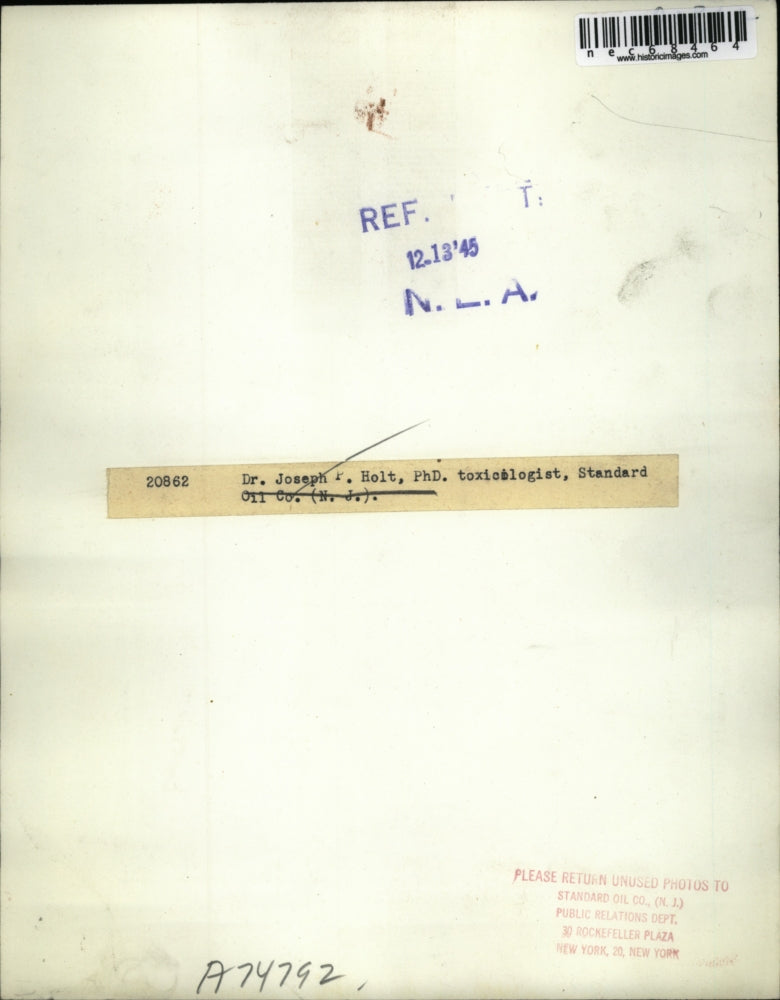 nec68464
www.historicimages.com
REF. T:
12-13'45
N. E. A.
20862 Dr. Joseph P. Holt, PhD. toxicologist, Standard
Oil Co. (N. J.).
PLEASE RETURN UNUSED PHOTOS TO
STANDARD OIL CO., (N. J.)
PUBLIC RELATIONS DEPT.
30 ROCKEFELLER PLAZA
NEW YORK, 20, NEW YORK
A74792